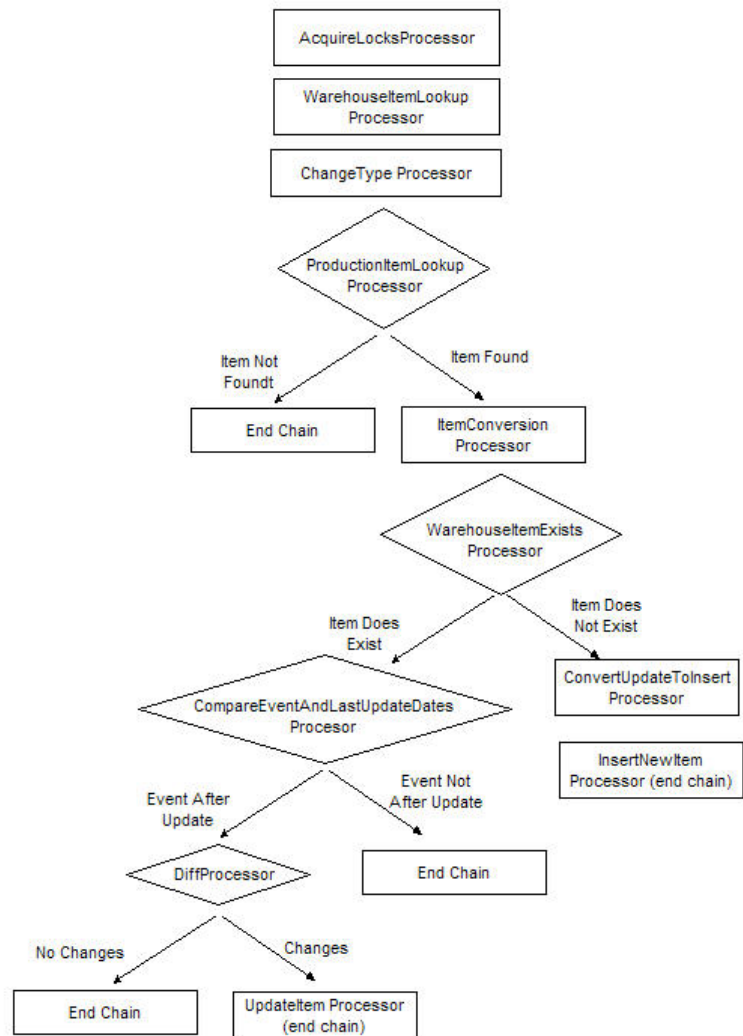 AcquireLocksProcessor
WarehouseItemLookup
Processor
ChangeType Processor
ProductionItemLookup
Processor
Item Not
Foundt
Item Found
End Chain
ItemConversion
Processor
WarehouseItemExists
Processor
Item Does
Exist
Item Does
Not Exist
CompareEventAndLastUpdateDates
Procesor
ConvertUpdateToInsert
Processor
InsertNewItem
Processor (end chain)
Event After
Update
Event Not
After Update
DiffProcessor
End Chain
No Changes
Changes
End Chain
UpdateItem Processor
(end chain)